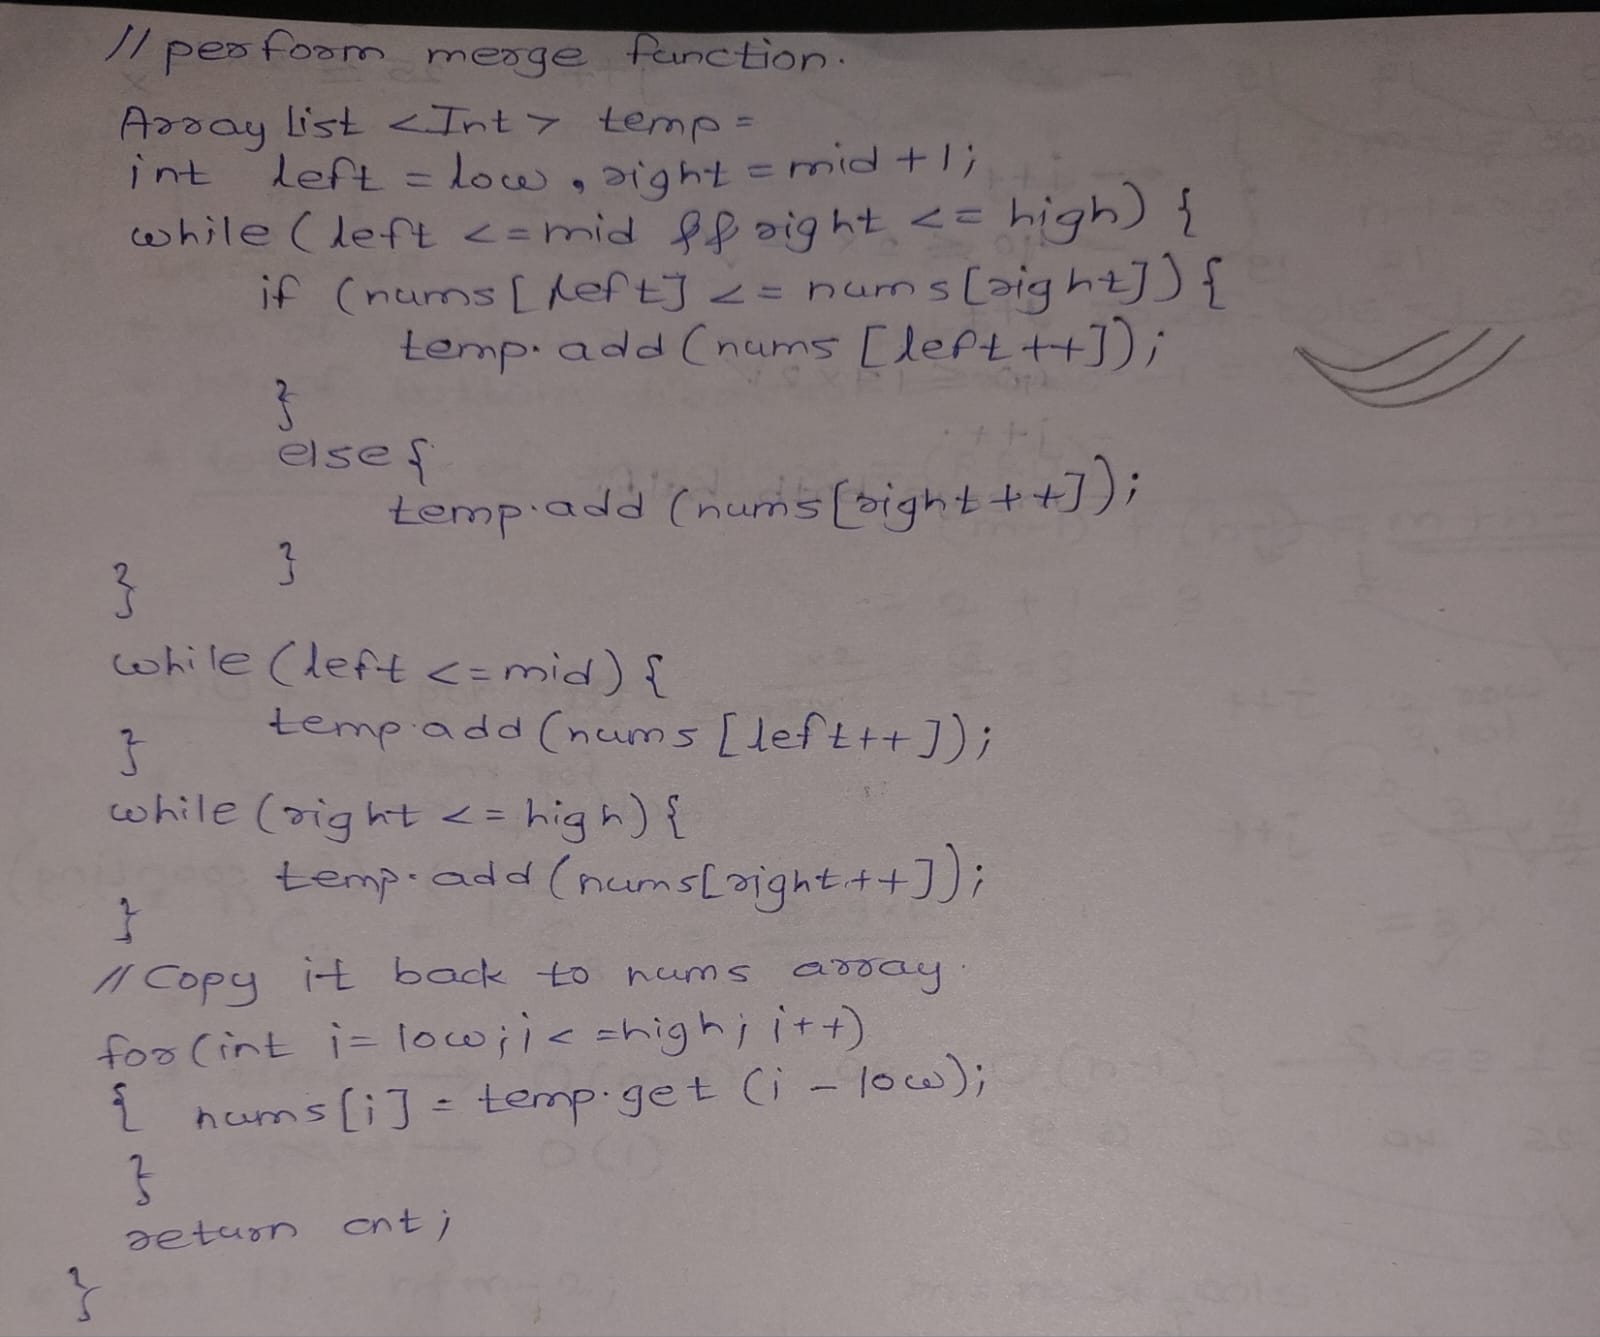 // perform merge function.
Array list <Int> temp =
int left = low, right = mid + 1;
while (left <= mid && right <= high) {
if (nums[left] <= nums[right]) {
temp.add(nums[left++]);
}
else {
temp.add(nums[right++]);
}
}
while (left <= mid) {
temp.add(nums[left++]);
}
while (right <= high) {
temp.add(nums[right++]);
}
// Copy it back to nums array.
for (int i = low; i <= high; i++)
{ nums[i] = temp.get(i - low);
}
return cnt;
}